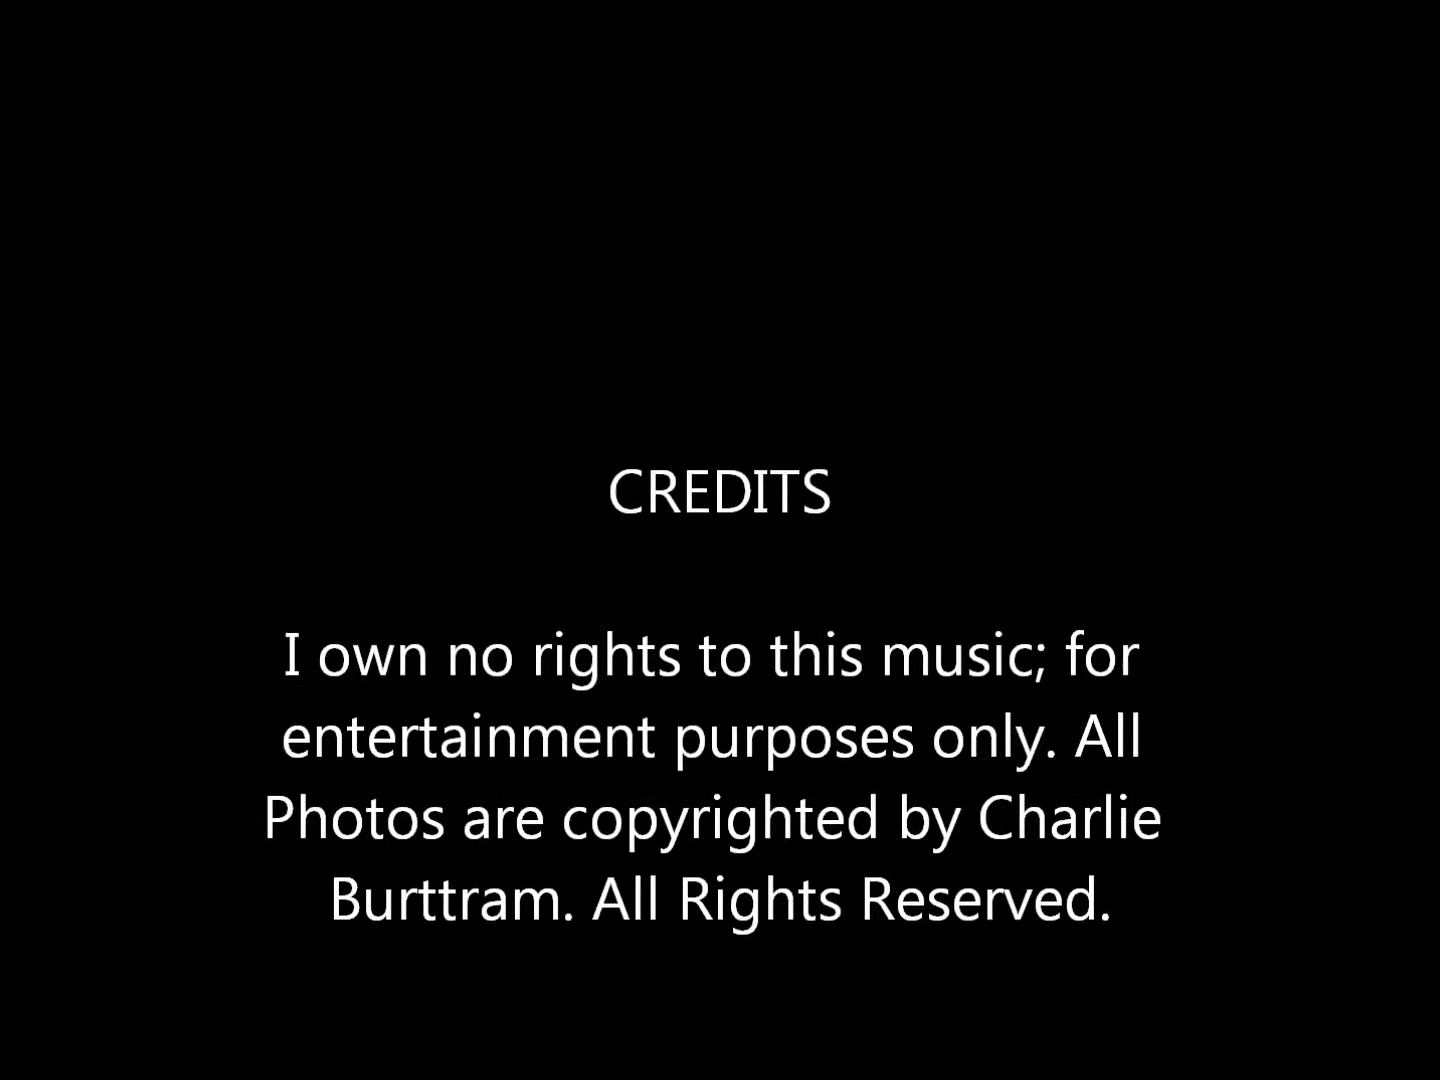 CREDITS
I own no rights to this music; for
entertainment purposes only. All
Photos are copyrighted by Charlie
Burttram. All Rights Reserved.